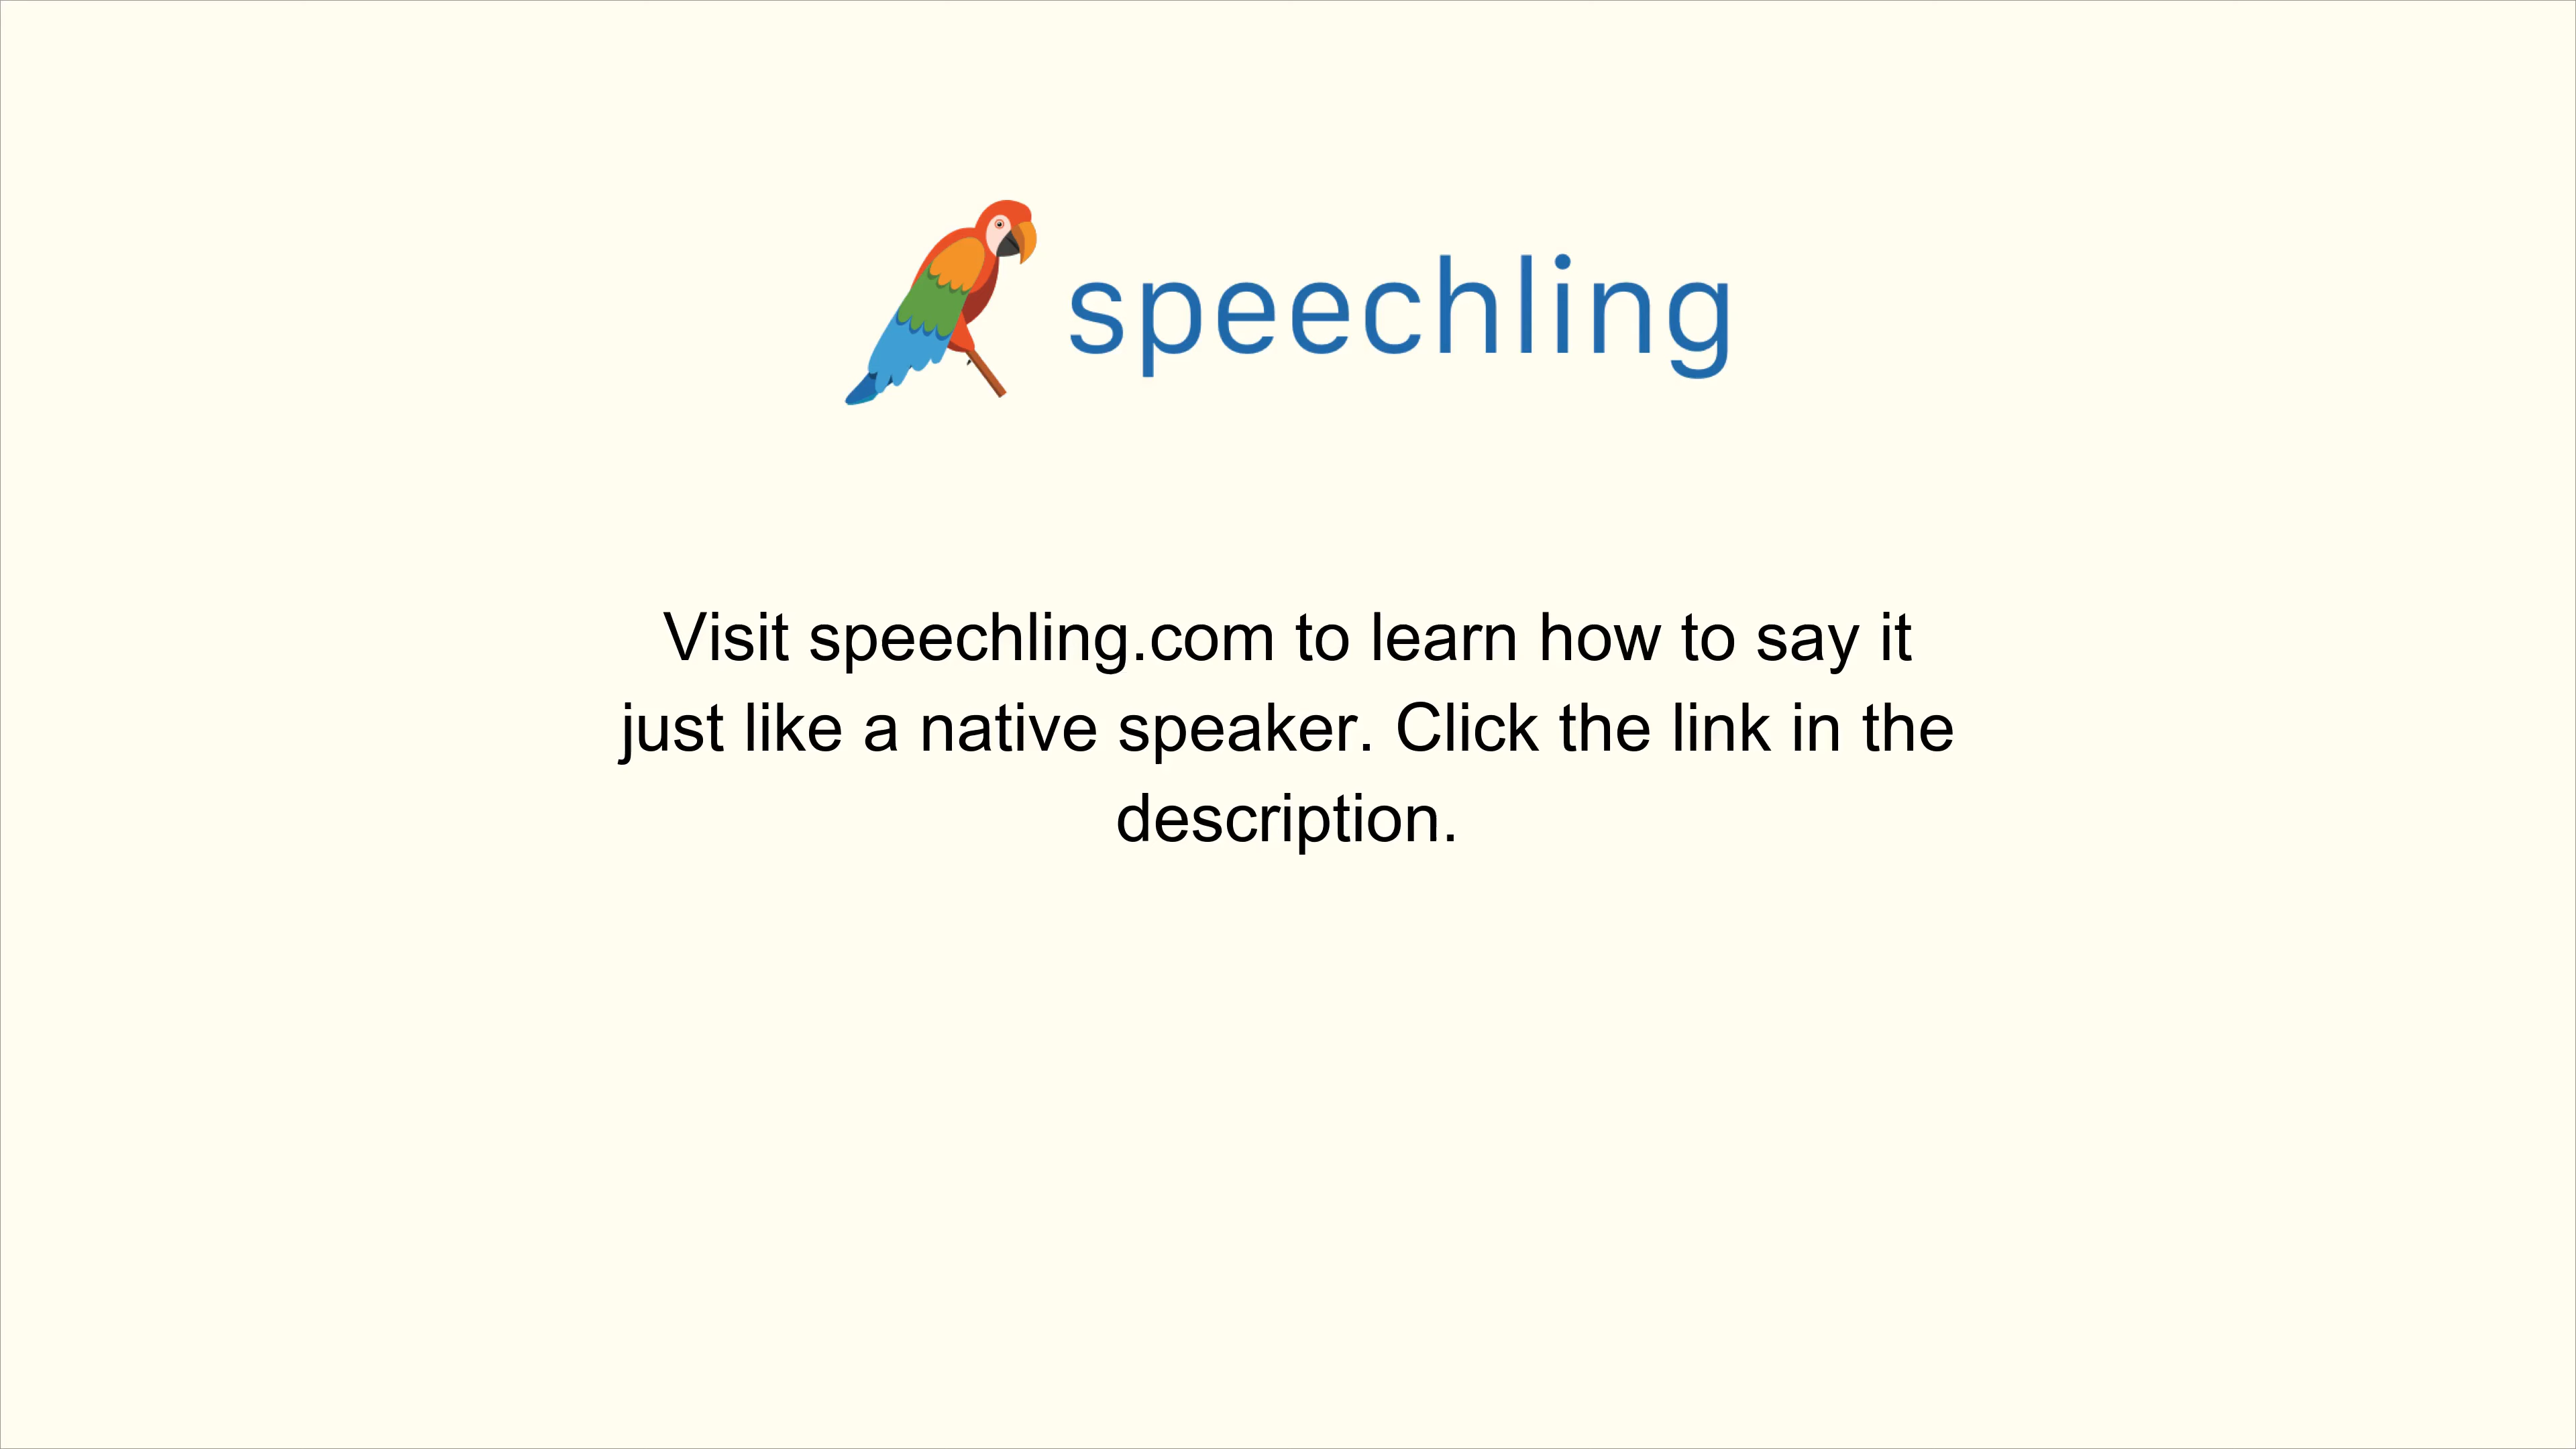 speechling
Visit speechling.com to learn how to say it
just like a native speaker. Click the link in the
description.